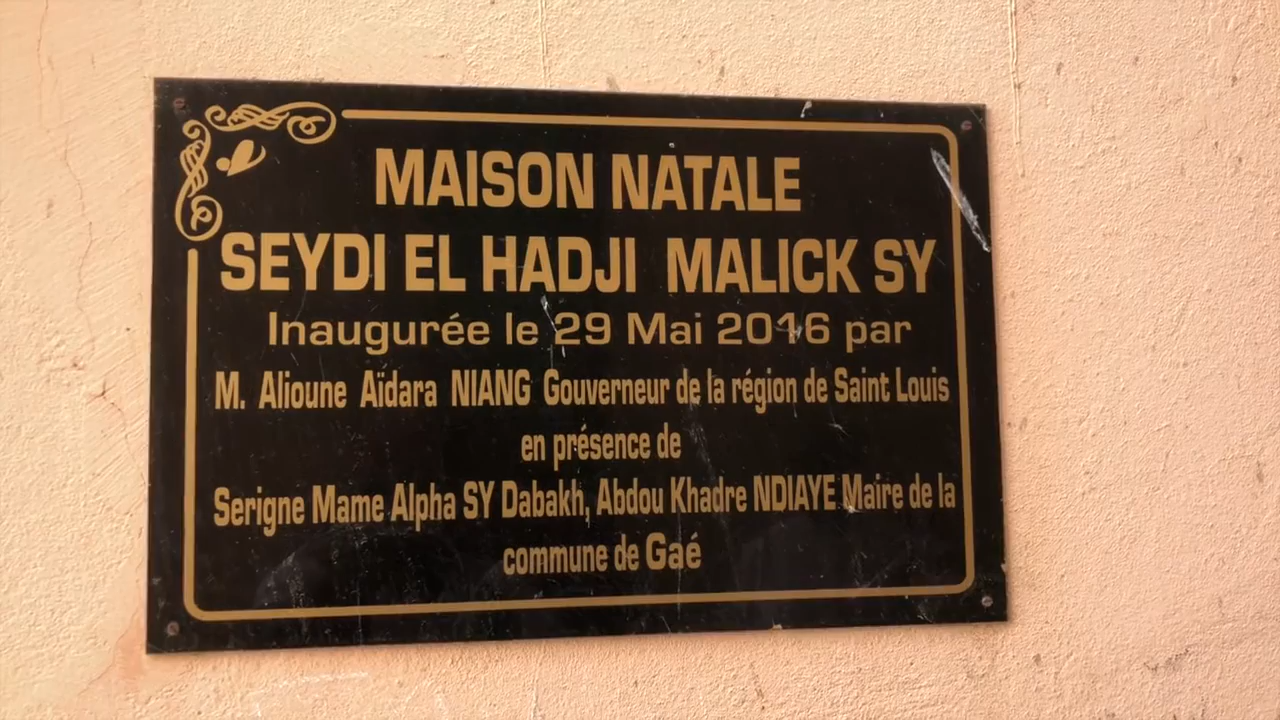 MAISON NATALE
SEYDI EL HADJI MALICK SY
Inaugurée le 29 Mai 2016 par
M. Alioune Aïdara NIANG Gouverneur de la région de Saint Louis
en présence de
Serigne Mame Alpha SY Dabakh, Abdou Khadre NDIAYE Maire de la
commune de Gaé